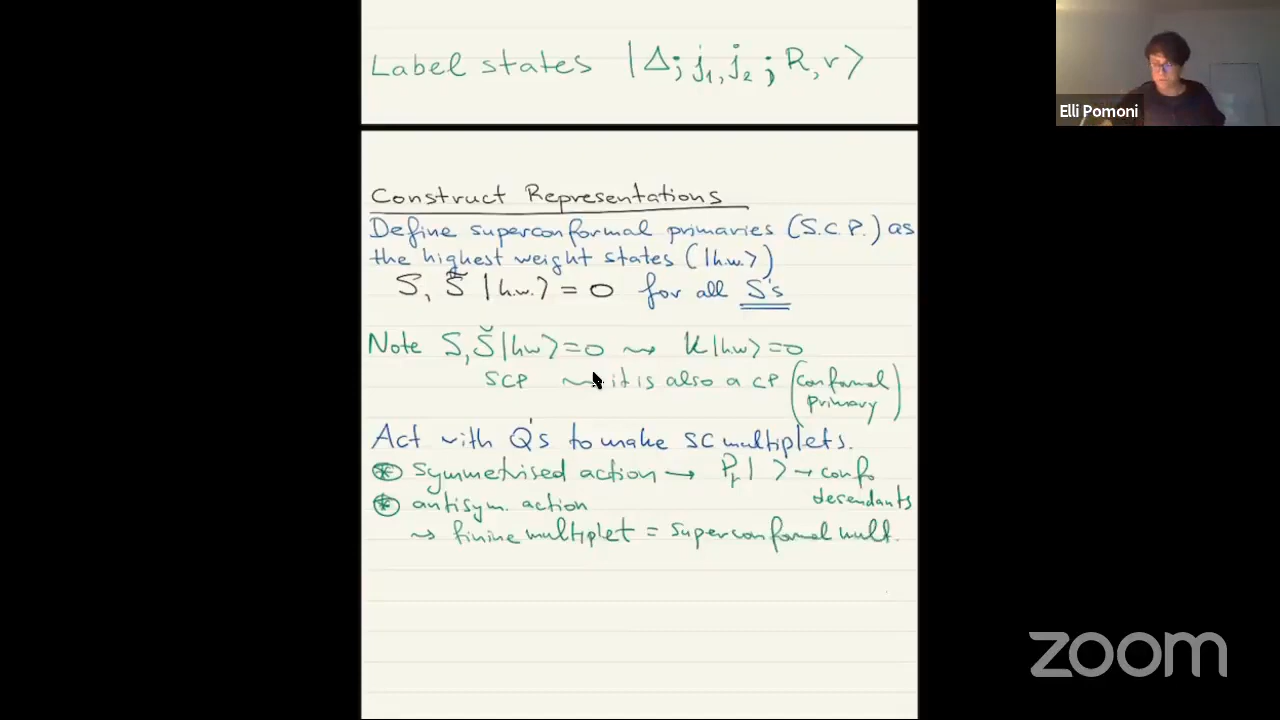 Label states |Δ; j₁, j₂; R, r⟩
Elli Pomoni
Construct Representations
Define superconformal primaries (S.C.P.) as
the highest weight states (|h.w.⟩)
S, S̃ |h.w.⟩ = 0 for all S's
Note S, S̃ |hw⟩=0 ⇝ K|hw⟩=0
SCP ⇝ it is also a CP (conformal primary)
Act with Q's to make SC multiplets.
⊛ symmetrised action → Pμ| ⟩ → conf.
descendants
⊛ antisym. action
⇝ finine multiplet = superconformal mult.
zoom